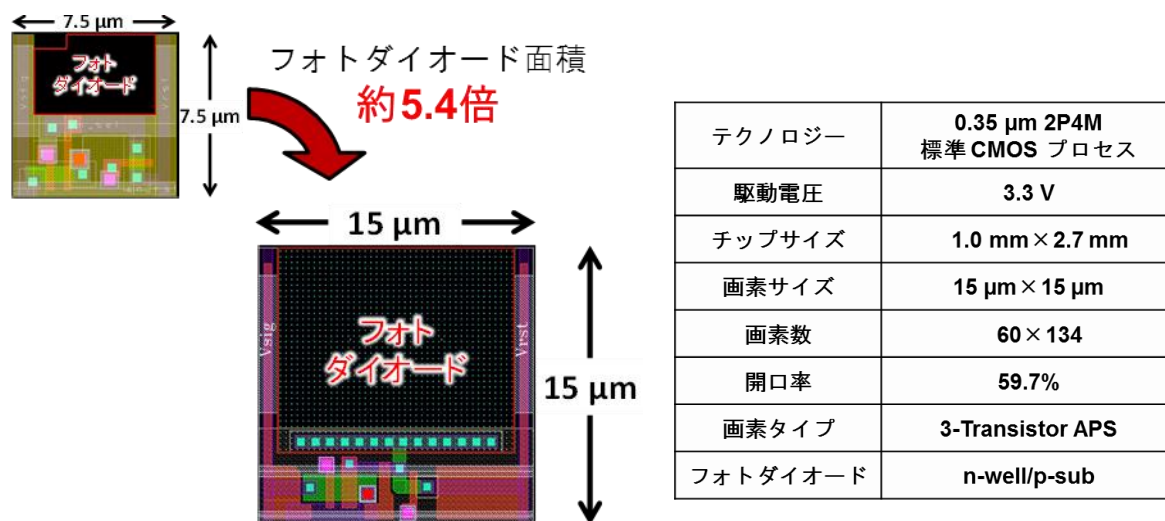 7.5 µm
フォト
ダイオード
7.5 µm
フォトダイオード面積
約5.4倍
15 µm
Vsig
フォト
ダイオード
Vrst
15 µm
テクノロジー
0.35 µm 2P4M
標準CMOS プロセス
駆動電圧
3.3 V
チップサイズ
1.0 mm×2.7 mm
画素サイズ
15 µm×15 µm
画素数
60×134
開口率
59.7%
画素タイプ
3-Transistor APS
フォトダイオード
n-well/p-sub